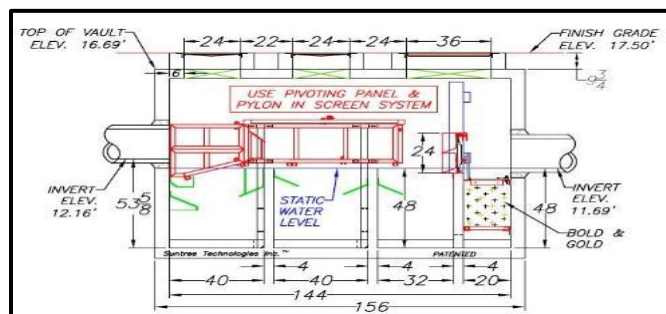 24
22
24
24
36
TOP OF VAULT
ELEV. 16.69'
FINISH GRADE
ELEV. 17.50'
6
9 3/4
USE PIVOTING PANEL &
PYLON IN SCREEN SYSTEM
24
INVERT
ELEV.
12.16'
53 5/8
STATIC
WATER
LEVEL
48
48
INVERT
ELEV.
11.69'
BOLD &
GOLD
Suntree Technologies Inc.™
PATENTED
4
4
4
40
40
32
20
144
156